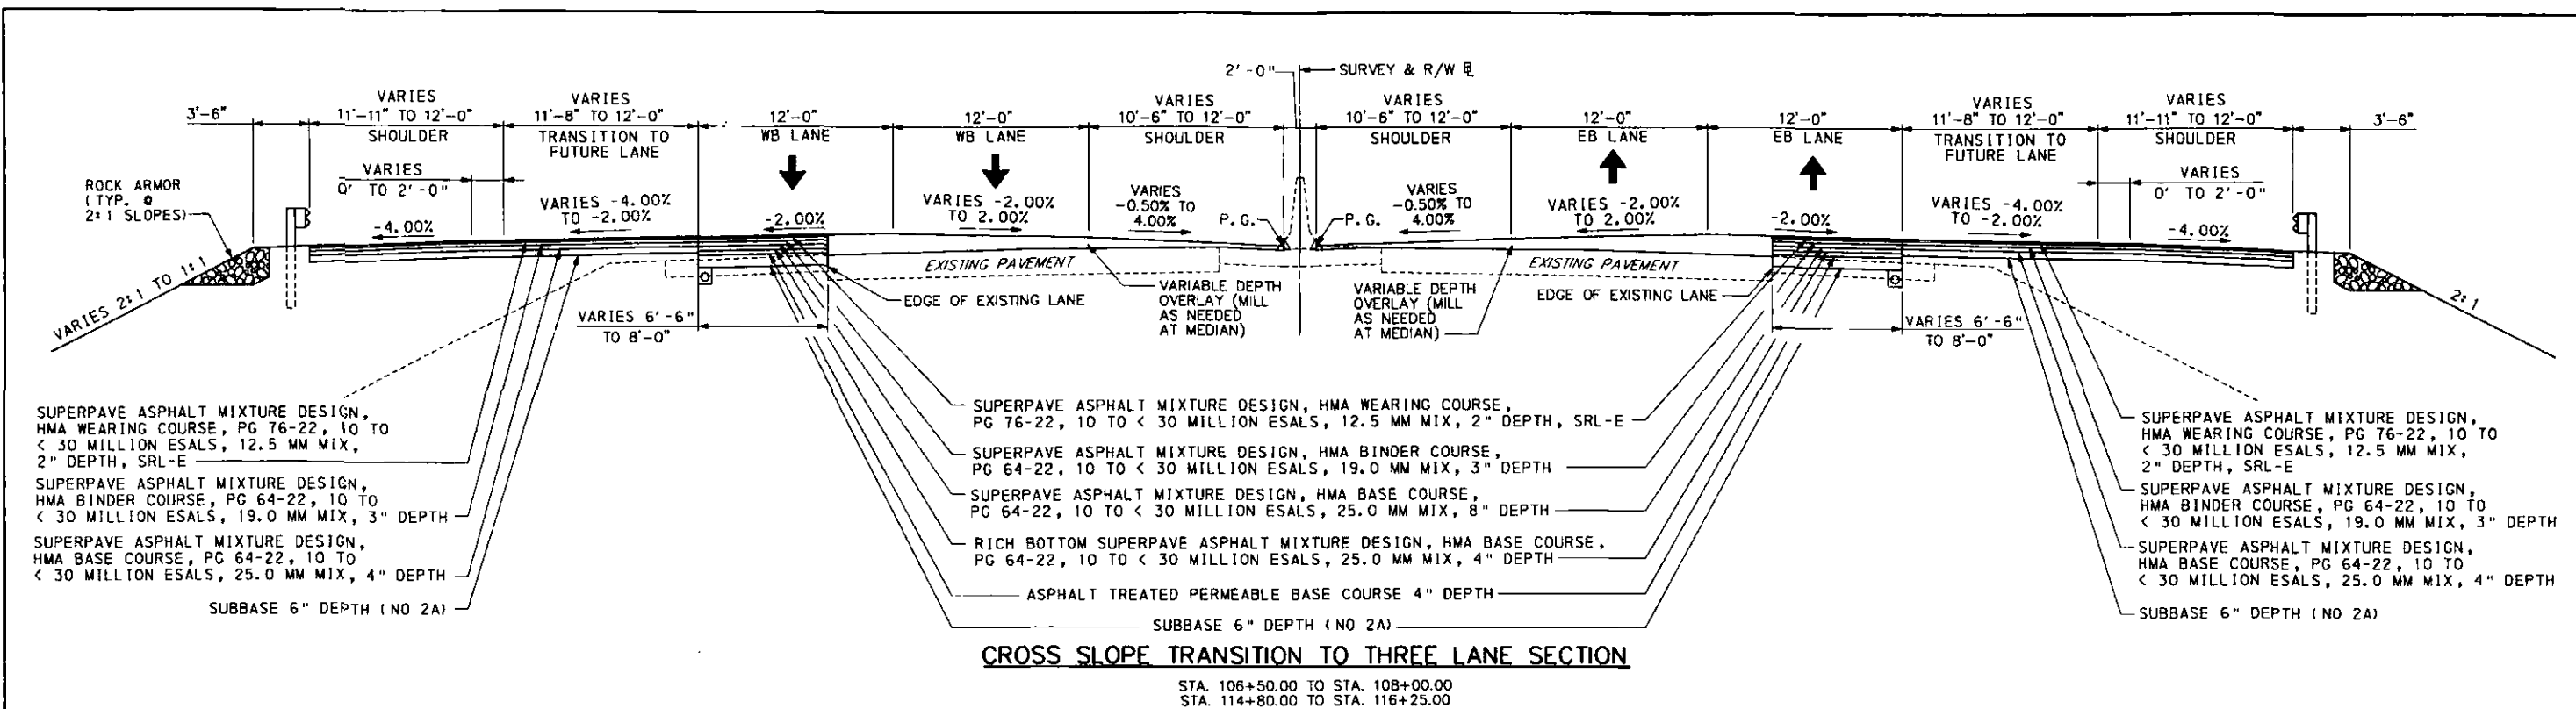 2'-0"
SURVEY & R/W ⅊
3'-6"
VARIES
11'-11" TO 12'-0"
SHOULDER
VARIES
11'-8" TO 12'-0"
TRANSITION TO
FUTURE LANE
12'-0"
WB LANE
12'-0"
WB LANE
VARIES
10'-6" TO 12'-0"
SHOULDER
VARIES
10'-6" TO 12'-0"
SHOULDER
12'-0"
EB LANE
12'-0"
EB LANE
VARIES
11'-8" TO 12'-0"
TRANSITION TO
FUTURE LANE
VARIES
11'-11" TO 12'-0"
SHOULDER
3'-6"
ROCK ARMOR
(TYP. @
2:1 SLOPES)
VARIES
0' TO 2'-0"
-4.00%
VARIES -4.00%
TO -2.00%
-2.00%
VARIES -2.00%
TO 2.00%
VARIES
-0.50% TO
4.00%
P.G.
P.G.
VARIES
-0.50% TO
4.00%
VARIES -2.00%
TO 2.00%
-2.00%
VARIES -4.00%
TO -2.00%
VARIES
0' TO 2'-0"
-4.00%
VARIES 2:1 TO 1:1
EXISTING PAVEMENT
EXISTING PAVEMENT
2:1
EDGE OF EXISTING LANE
VARIABLE DEPTH
OVERLAY (MILL
AS NEEDED
AT MEDIAN)
VARIABLE DEPTH
OVERLAY (MILL
AS NEEDED
AT MEDIAN)
EDGE OF EXISTING LANE
VARIES 6'-6"
TO 8'-0"
VARIES 6'-6"
TO 8'-0"
SUPERPAVE ASPHALT MIXTURE DESIGN,
HMA WEARING COURSE, PG 76-22, 10 TO
< 30 MILLION ESALS, 12.5 MM MIX,
2" DEPTH, SRL-E
SUPERPAVE ASPHALT MIXTURE DESIGN,
HMA BINDER COURSE, PG 64-22, 10 TO
< 30 MILLION ESALS, 19.0 MM MIX, 3" DEPTH
SUPERPAVE ASPHALT MIXTURE DESIGN,
HMA BASE COURSE, PG 64-22, 10 TO
< 30 MILLION ESALS, 25.0 MM MIX, 4" DEPTH
SUBBASE 6" DEPTH (NO 2A)
SUPERPAVE ASPHALT MIXTURE DESIGN, HMA WEARING COURSE,
PG 76-22, 10 TO < 30 MILLION ESALS, 12.5 MM MIX, 2" DEPTH, SRL-E
SUPERPAVE ASPHALT MIXTURE DESIGN, HMA BINDER COURSE,
PG 64-22, 10 TO < 30 MILLION ESALS, 19.0 MM MIX, 3" DEPTH
SUPERPAVE ASPHALT MIXTURE DESIGN, HMA BASE COURSE,
PG 64-22, 10 TO < 30 MILLION ESALS, 25.0 MM MIX, 8" DEPTH
RICH BOTTOM SUPERPAVE ASPHALT MIXTURE DESIGN, HMA BASE COURSE,
PG 64-22, 10 TO < 30 MILLION ESALS, 25.0 MM MIX, 4" DEPTH
ASPHALT TREATED PERMEABLE BASE COURSE 4" DEPTH
SUBBASE 6" DEPTH (NO 2A)
SUPERPAVE ASPHALT MIXTURE DESIGN,
HMA WEARING COURSE, PG 76-22, 10 TO
< 30 MILLION ESALS, 12.5 MM MIX,
2" DEPTH, SRL-E
SUPERPAVE ASPHALT MIXTURE DESIGN,
HMA BINDER COURSE, PG 64-22, 10 TO
< 30 MILLION ESALS, 19.0 MM MIX, 3" DEPTH
SUPERPAVE ASPHALT MIXTURE DESIGN,
HMA BASE COURSE, PG 64-22, 10 TO
< 30 MILLION ESALS, 25.0 MM MIX, 4" DEPTH
SUBBASE 6" DEPTH (NO 2A)
CROSS SLOPE TRANSITION TO THREE LANE SECTION
STA. 106+50.00 TO STA. 108+00.00
STA. 114+80.00 TO STA. 116+25.00